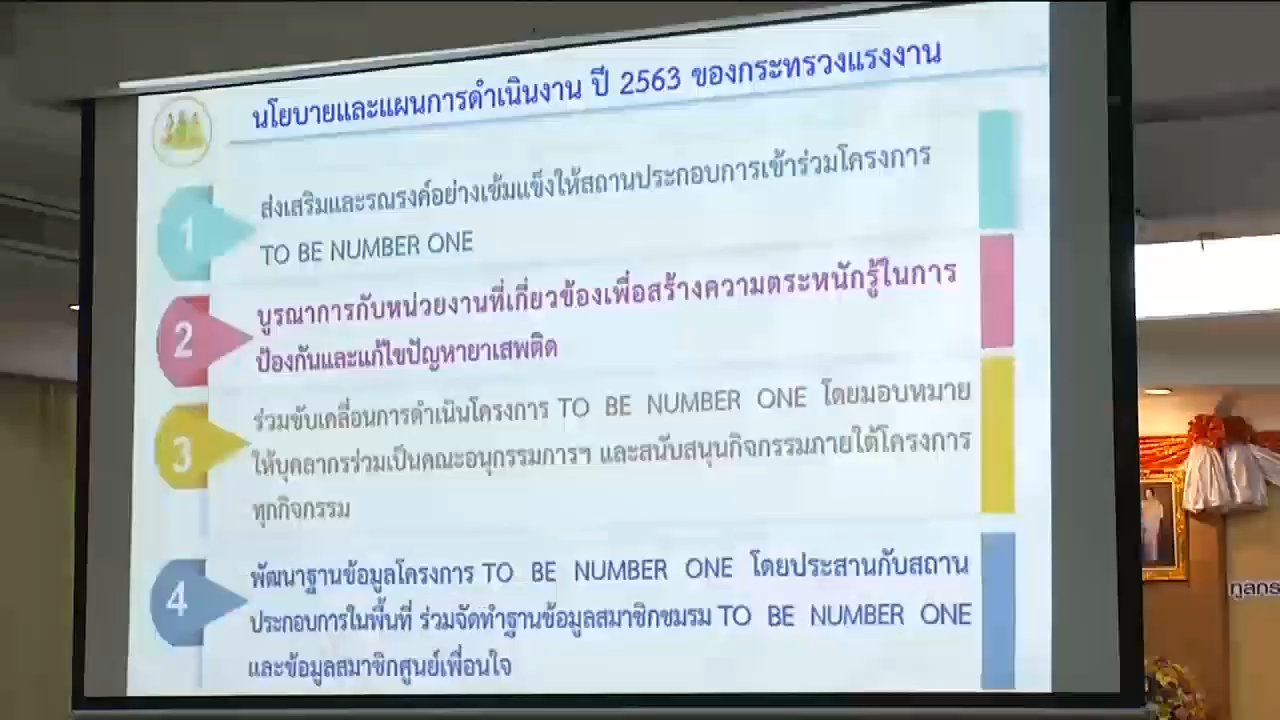 นโยบายและแผนการดำเนินงาน ปี 2563 ของกระทรวงแรงงาน
1
ส่งเสริมและรณรงค์อย่างเข้มแข็งให้สถานประกอบการเข้าร่วมโครงการ
TO BE NUMBER ONE
2
บูรณาการกับหน่วยงานที่เกี่ยวข้องเพื่อสร้างความตระหนักรู้ในการ
ป้องกันและแก้ไขปัญหายาเสพติด
3
ร่วมขับเคลื่อนการดำเนินโครงการ TO BE NUMBER ONE โดยมอบหมาย
ให้บุคลากรร่วมเป็นคณะอนุกรรมการฯ และสนับสนุนกิจกรรมภายใต้โครงการ
ทุกกิจกรรม
4
พัฒนาฐานข้อมูลโครงการ TO BE NUMBER ONE โดยประสานกับสถาน
ประกอบการในพื้นที่ ร่วมจัดทำฐานข้อมูลสมาชิกชมรม TO BE NUMBER ONE
และข้อมูลสมาชิกศูนย์เพื่อนใจ